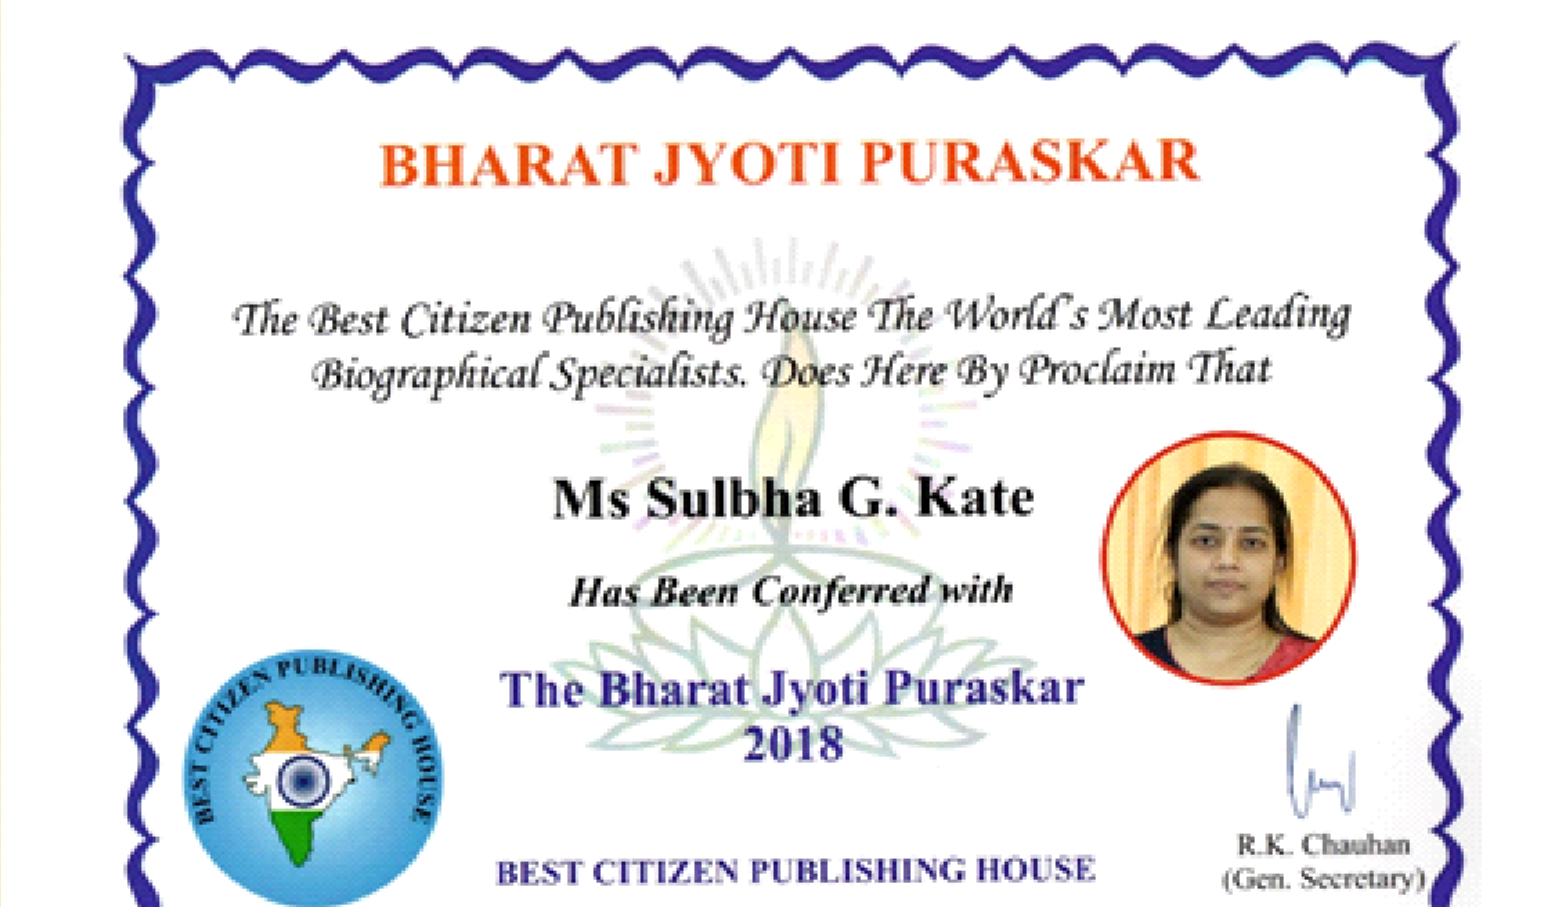 BHARAT JYOTI PURASKAR
The Best Citizen Publishing House The World's Most Leading
Biographical Specialists. Does Here By Proclaim That
Ms Sulbha G. Kate
Has Been Conferred with
The Bharat Jyoti Puraskar
2018
BEST CITIZEN PUBLISHING HOUSE
BEST CITIZEN PUBLISHING HOUSE
R.K. Chauhan
(Gen. Secretary)